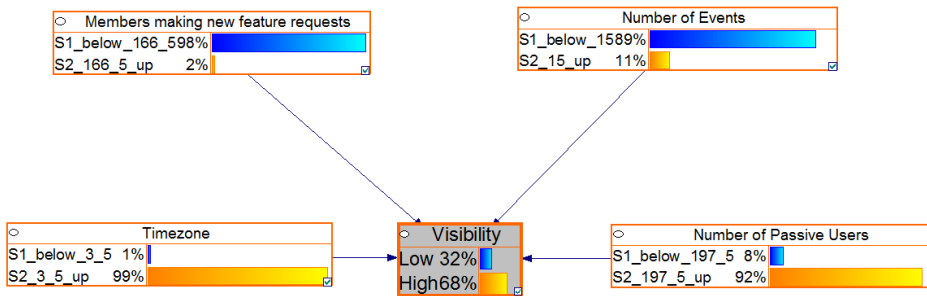 Members making new feature requests
S1_below_166_598%
S2_166_5_up 2%
Number of Events
S1_below_1589%
S2_15_up 11%
Timezone
S1_below_3_5 1%
S2_3_5_up 99%
Visibility
Low 32%
High68%
Number of Passive Users
S1_below_197_5 8%
S2_197_5_up 92%